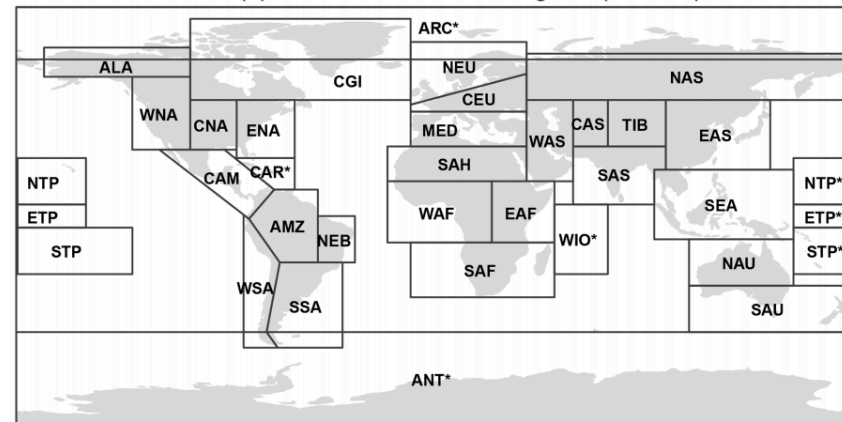 ARC*
ALA
CGI
NEU
NAS
CEU
WNA
CNA
ENA
MED
WAS
CAS
TIB
EAS
SAH
CAR*
CAM
SAS
NTP
NTP*
WAF
EAF
SEA
ETP
ETP*
AMZ
NEB
WIO*
STP
STP*
SAF
NAU
WSA
SSA
SAU
ANT*